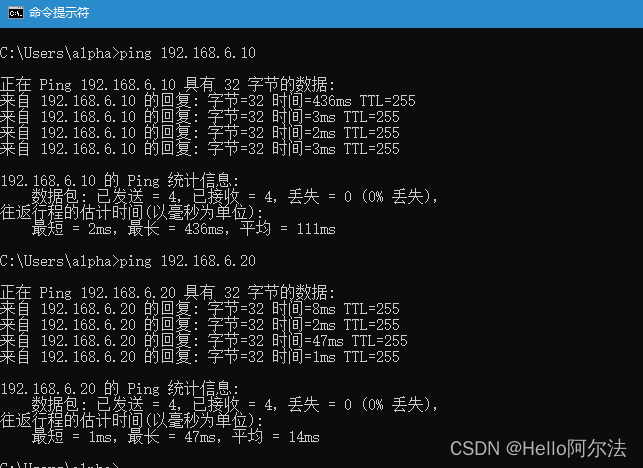 命令提示符
C:\Users\alpha>ping 192.168.6.10
正在 Ping 192.168.6.10 具有 32 字节的数据:
来自 192.168.6.10 的回复: 字节=32 时间=436ms TTL=255
来自 192.168.6.10 的回复: 字节=32 时间=3ms TTL=255
来自 192.168.6.10 的回复: 字节=32 时间=2ms TTL=255
来自 192.168.6.10 的回复: 字节=32 时间=3ms TTL=255
192.168.6.10 的 Ping 统计信息:
数据包: 已发送 = 4，已接收 = 4，丢失 = 0 (0% 丢失)，
往返行程的估计时间(以毫秒为单位):
最短 = 2ms，最长 = 436ms，平均 = 111ms
C:\Users\alpha>ping 192.168.6.20
正在 Ping 192.168.6.20 具有 32 字节的数据:
来自 192.168.6.20 的回复: 字节=32 时间=8ms TTL=255
来自 192.168.6.20 的回复: 字节=32 时间=2ms TTL=255
来自 192.168.6.20 的回复: 字节=32 时间=47ms TTL=255
来自 192.168.6.20 的回复: 字节=32 时间=1ms TTL=255
192.168.6.20 的 Ping 统计信息:
数据包: 已发送 = 4，已接收 = 4，丢失 = 0 (0% 丢失)，
往返行程的估计时间(以毫秒为单位):
最短 = 1ms，最长 = 47ms，平均 = 14ms
CSDN @Hello阿尔法